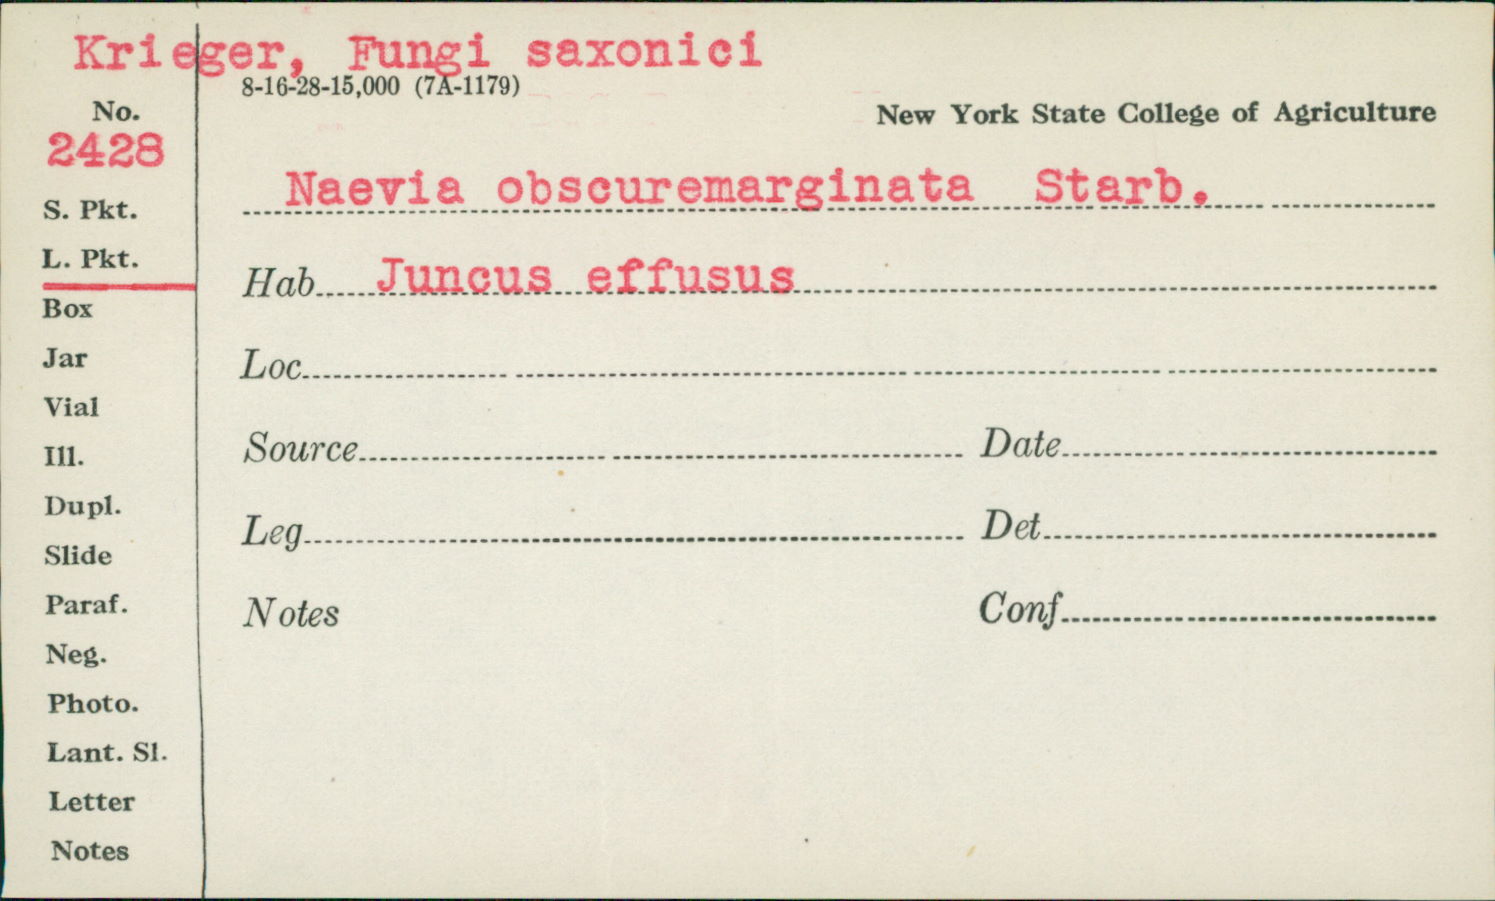 Krieger, Fungi saxonici
8-16-28-15,000 (7A-1179)
No.
New York State College of Agriculture
2428
Naevia obscuremarginata Starb.
S. Pkt.
L. Pkt.
Hab Juncus effusus
Box
Jar
Loc
Vial
Ill.
Source Date
Dupl.
Slide
Leg Det
Paraf.
Notes Conf
Neg.
Photo.
Lant. Sl.
Letter
Notes